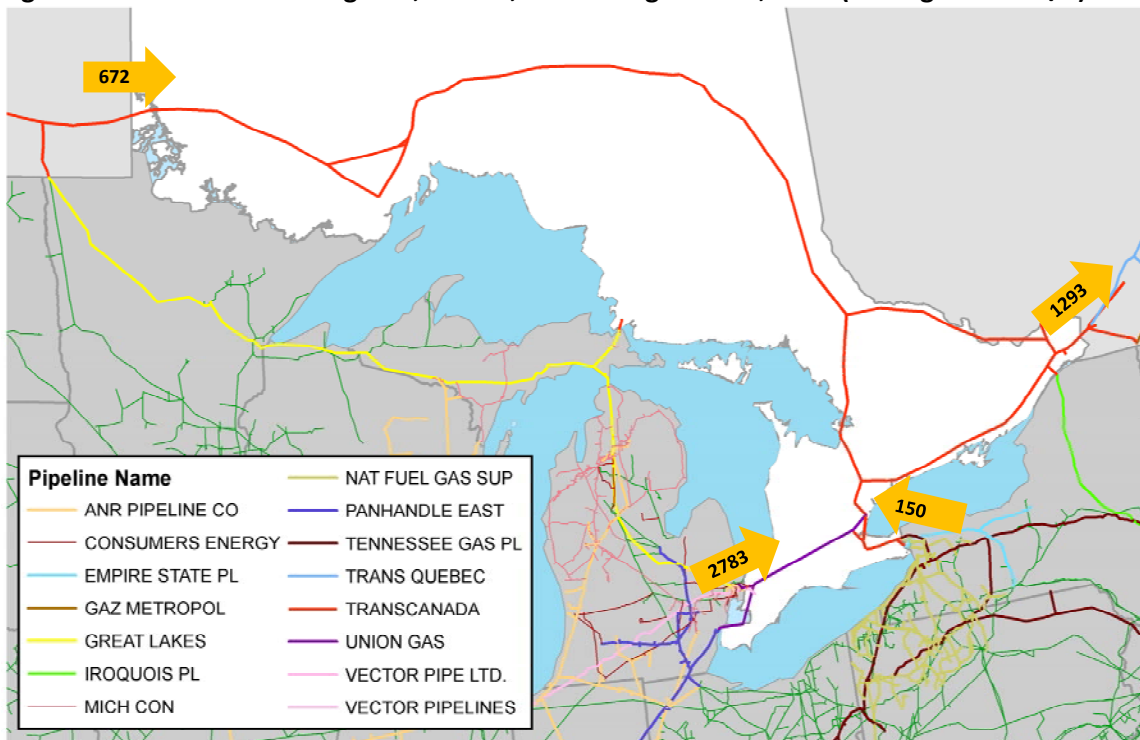 672
1293
150
2783
Pipeline Name
ANR PIPELINE CO
CONSUMERS ENERGY
EMPIRE STATE PL
GAZ METROPOL
GREAT LAKES
IROQUOIS PL
MICH CON
NAT FUEL GAS SUP
PANHANDLE EAST
TENNESSEE GAS PL
TRANS QUEBEC
TRANSCANADA
UNION GAS
VECTOR PIPE LTD.
VECTOR PIPELINES